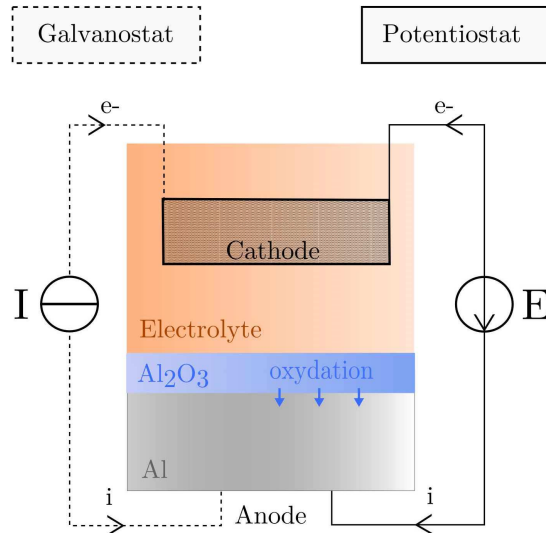 Galvanostat
Potentiostat
e-
e-
Cathode
I
E
Electrolyte
Al₂O₃
oxydation
Al
i
i
Anode